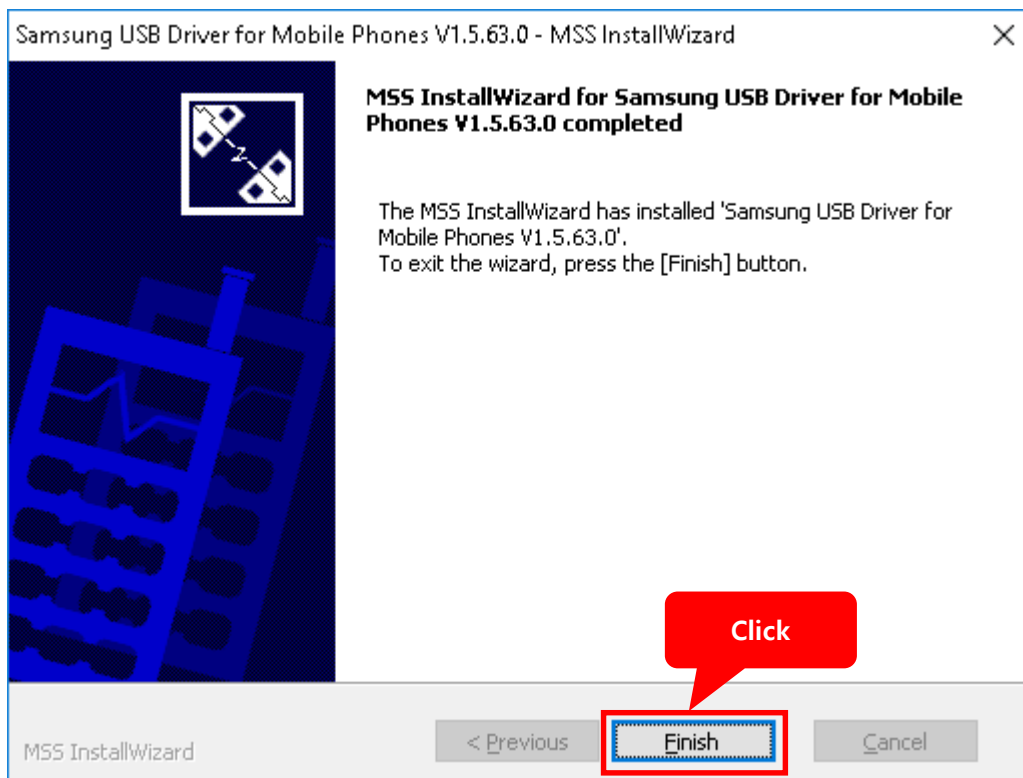 Samsung USB Driver for Mobile Phones V1.5.63.0 - MSS InstallWizard
MSS InstallWizard for Samsung USB Driver for Mobile
Phones V1.5.63.0 completed
The MSS InstallWizard has installed 'Samsung USB Driver for
Mobile Phones V1.5.63.0'.
To exit the wizard, press the [Finish] button.
Click
MSS InstallWizard
< Previous
Finish
Cancel